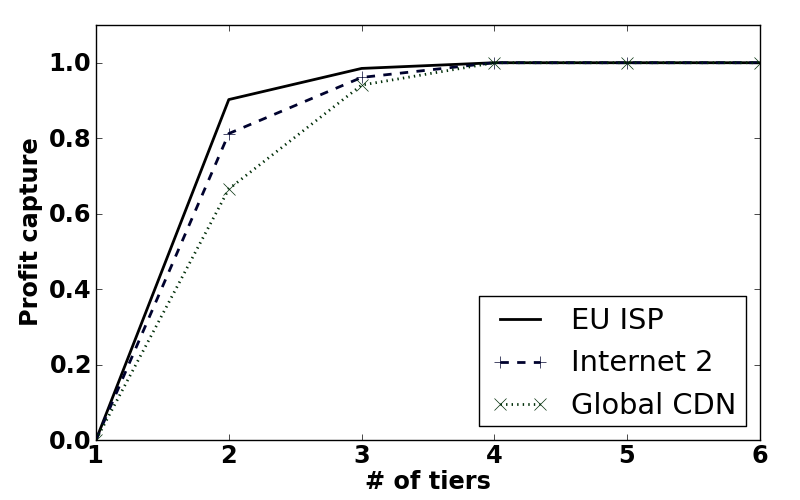 1.0
0.8
0.6
0.4
0.2
0.0
Profit capture
EU ISP
Internet 2
Global CDN
1 2 3 4 5 6
# of tiers